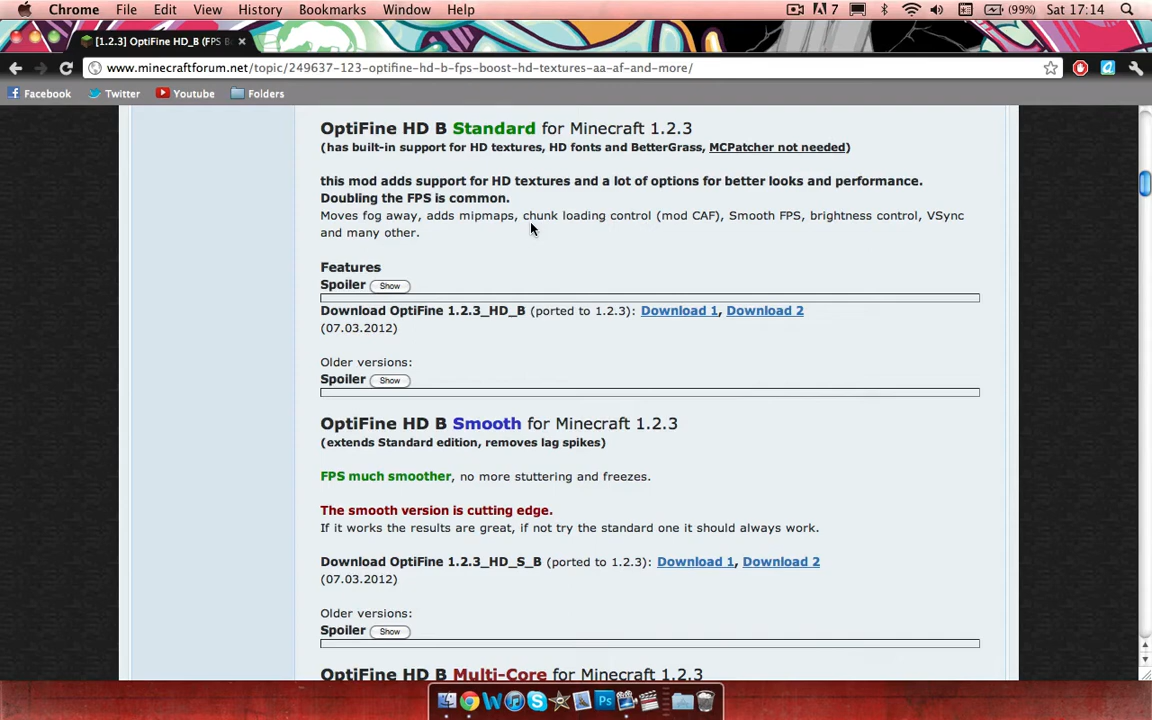 Chrome File Edit View History Bookmarks Window Help 7 (99%) Sat 17:14
[1.2.3] OptiFine HD_B (FPS B
www.minecraftforum.net/topic/249637-123-optifine-hd-b-fps-boost-hd-textures-aa-af-and-more/
Facebook Twitter Youtube Folders
OptiFine HD B Standard for Minecraft 1.2.3
(has built-in support for HD textures, HD fonts and BetterGrass, MCPatcher not needed)
this mod adds support for HD textures and a lot of options for better looks and performance.
Doubling the FPS is common.
Moves fog away, adds mipmaps, chunk loading control (mod CAF), Smooth FPS, brightness control, VSync
and many other.
Features
Spoiler Show
Download OptiFine 1.2.3_HD_B (ported to 1.2.3): Download 1, Download 2
(07.03.2012)
Older versions:
Spoiler Show
OptiFine HD B Smooth for Minecraft 1.2.3
(extends Standard edition, removes lag spikes)
FPS much smoother, no more stuttering and freezes.
The smooth version is cutting edge.
If it works the results are great, if not try the standard one it should always work.
Download OptiFine 1.2.3_HD_S_B (ported to 1.2.3): Download 1, Download 2
(07.03.2012)
Older versions:
Spoiler Show
OptiFine HD B Multi-Core for Minecraft 1.2.3
W S Ps